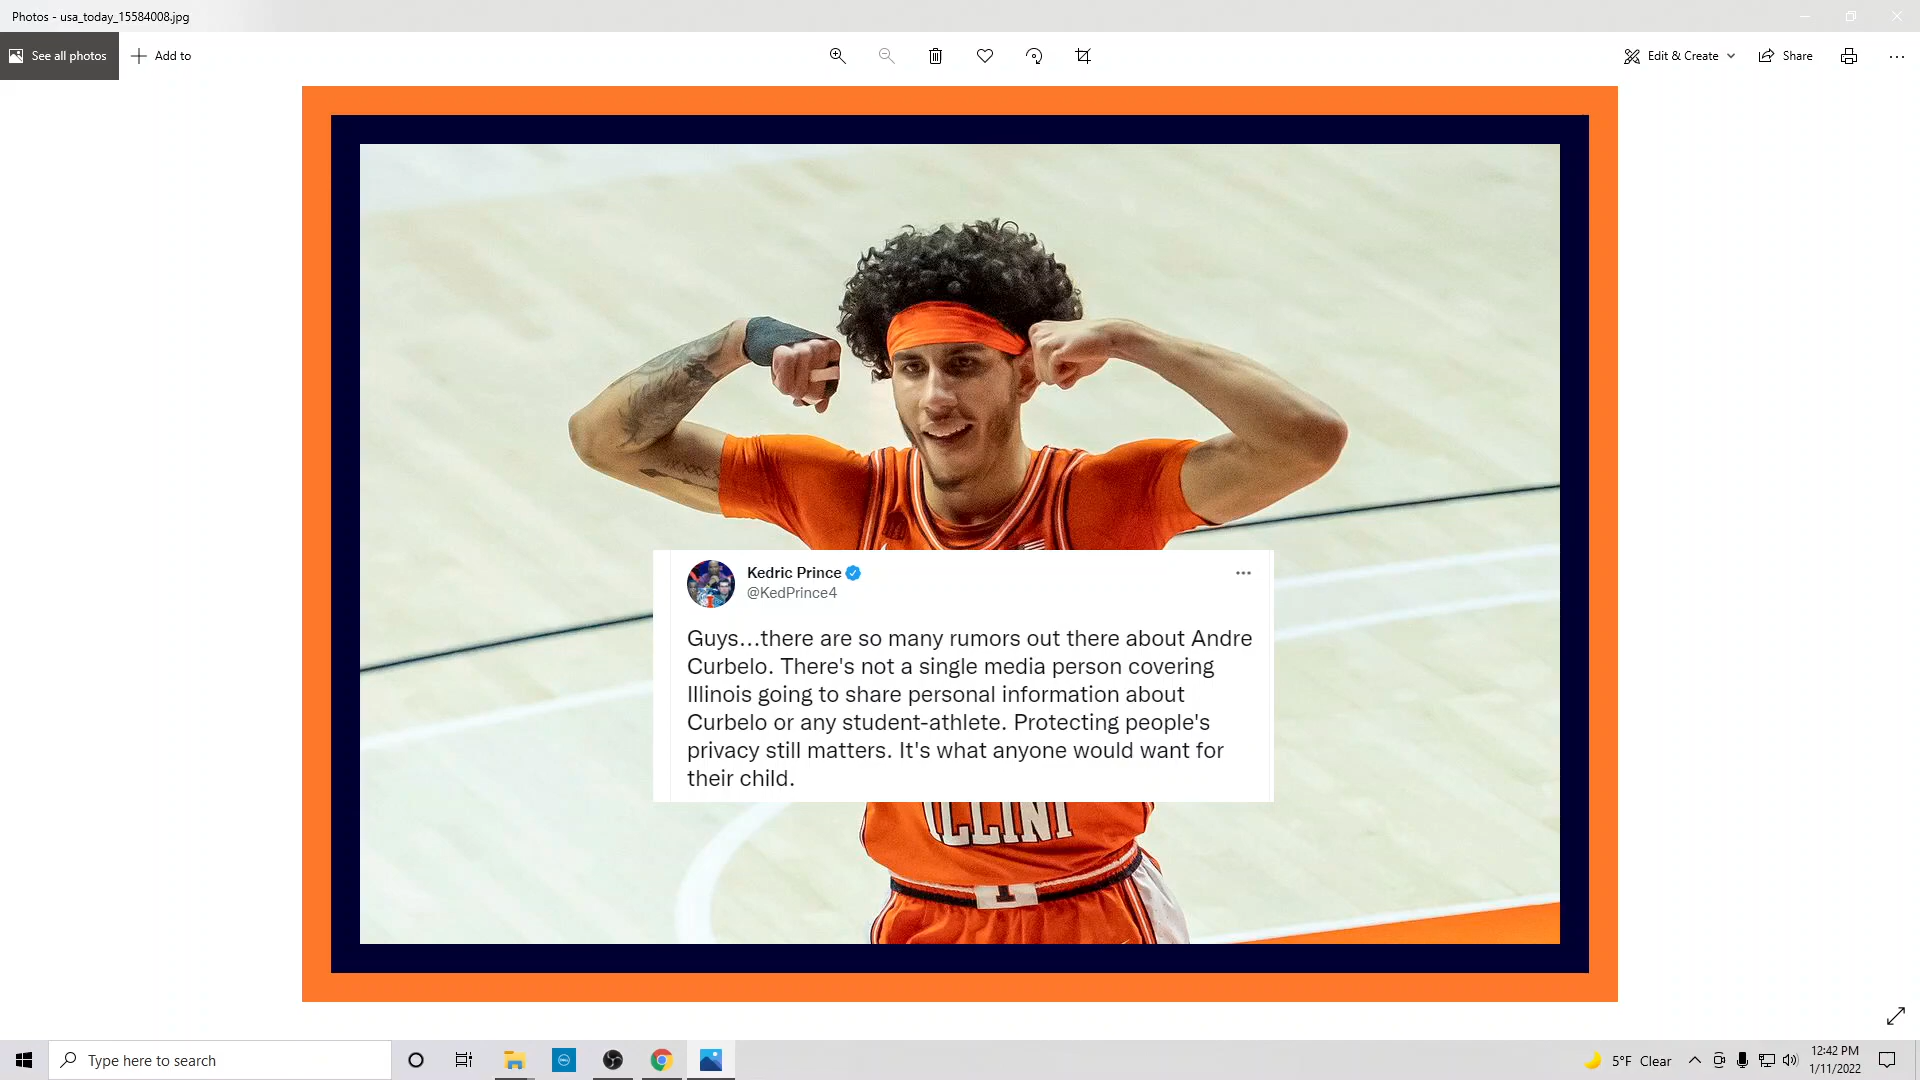 Photos - usa_today_15584008.jpg
See all photos
Add to
Edit & Create
Share
Kedric Prince
@KedPrince4
Guys...there are so many rumors out there about Andre
Curbelo. There's not a single media person covering
Illinois going to share personal information about
Curbelo or any student-athlete. Protecting people's
privacy still matters. It's what anyone would want for
their child.
ILLINI
I
Type here to search
DELL
5°F Clear
12:42 PM
1/11/2022